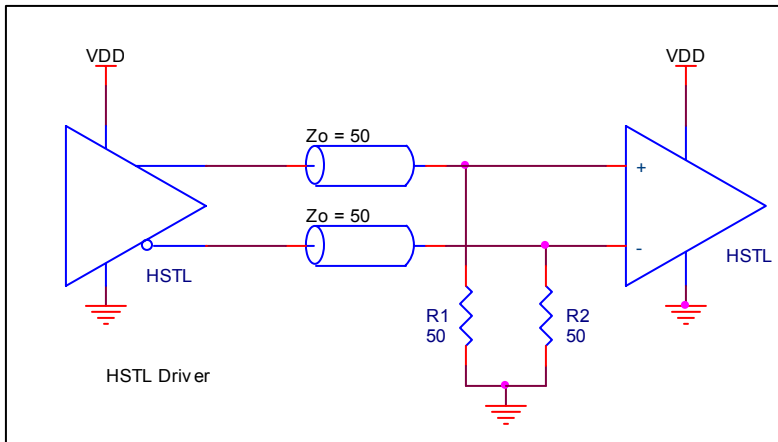 VDD
VDD
Zo = 50
+
Zo = 50
-
HSTL
HSTL
R1
50
R2
50
HSTL Driver